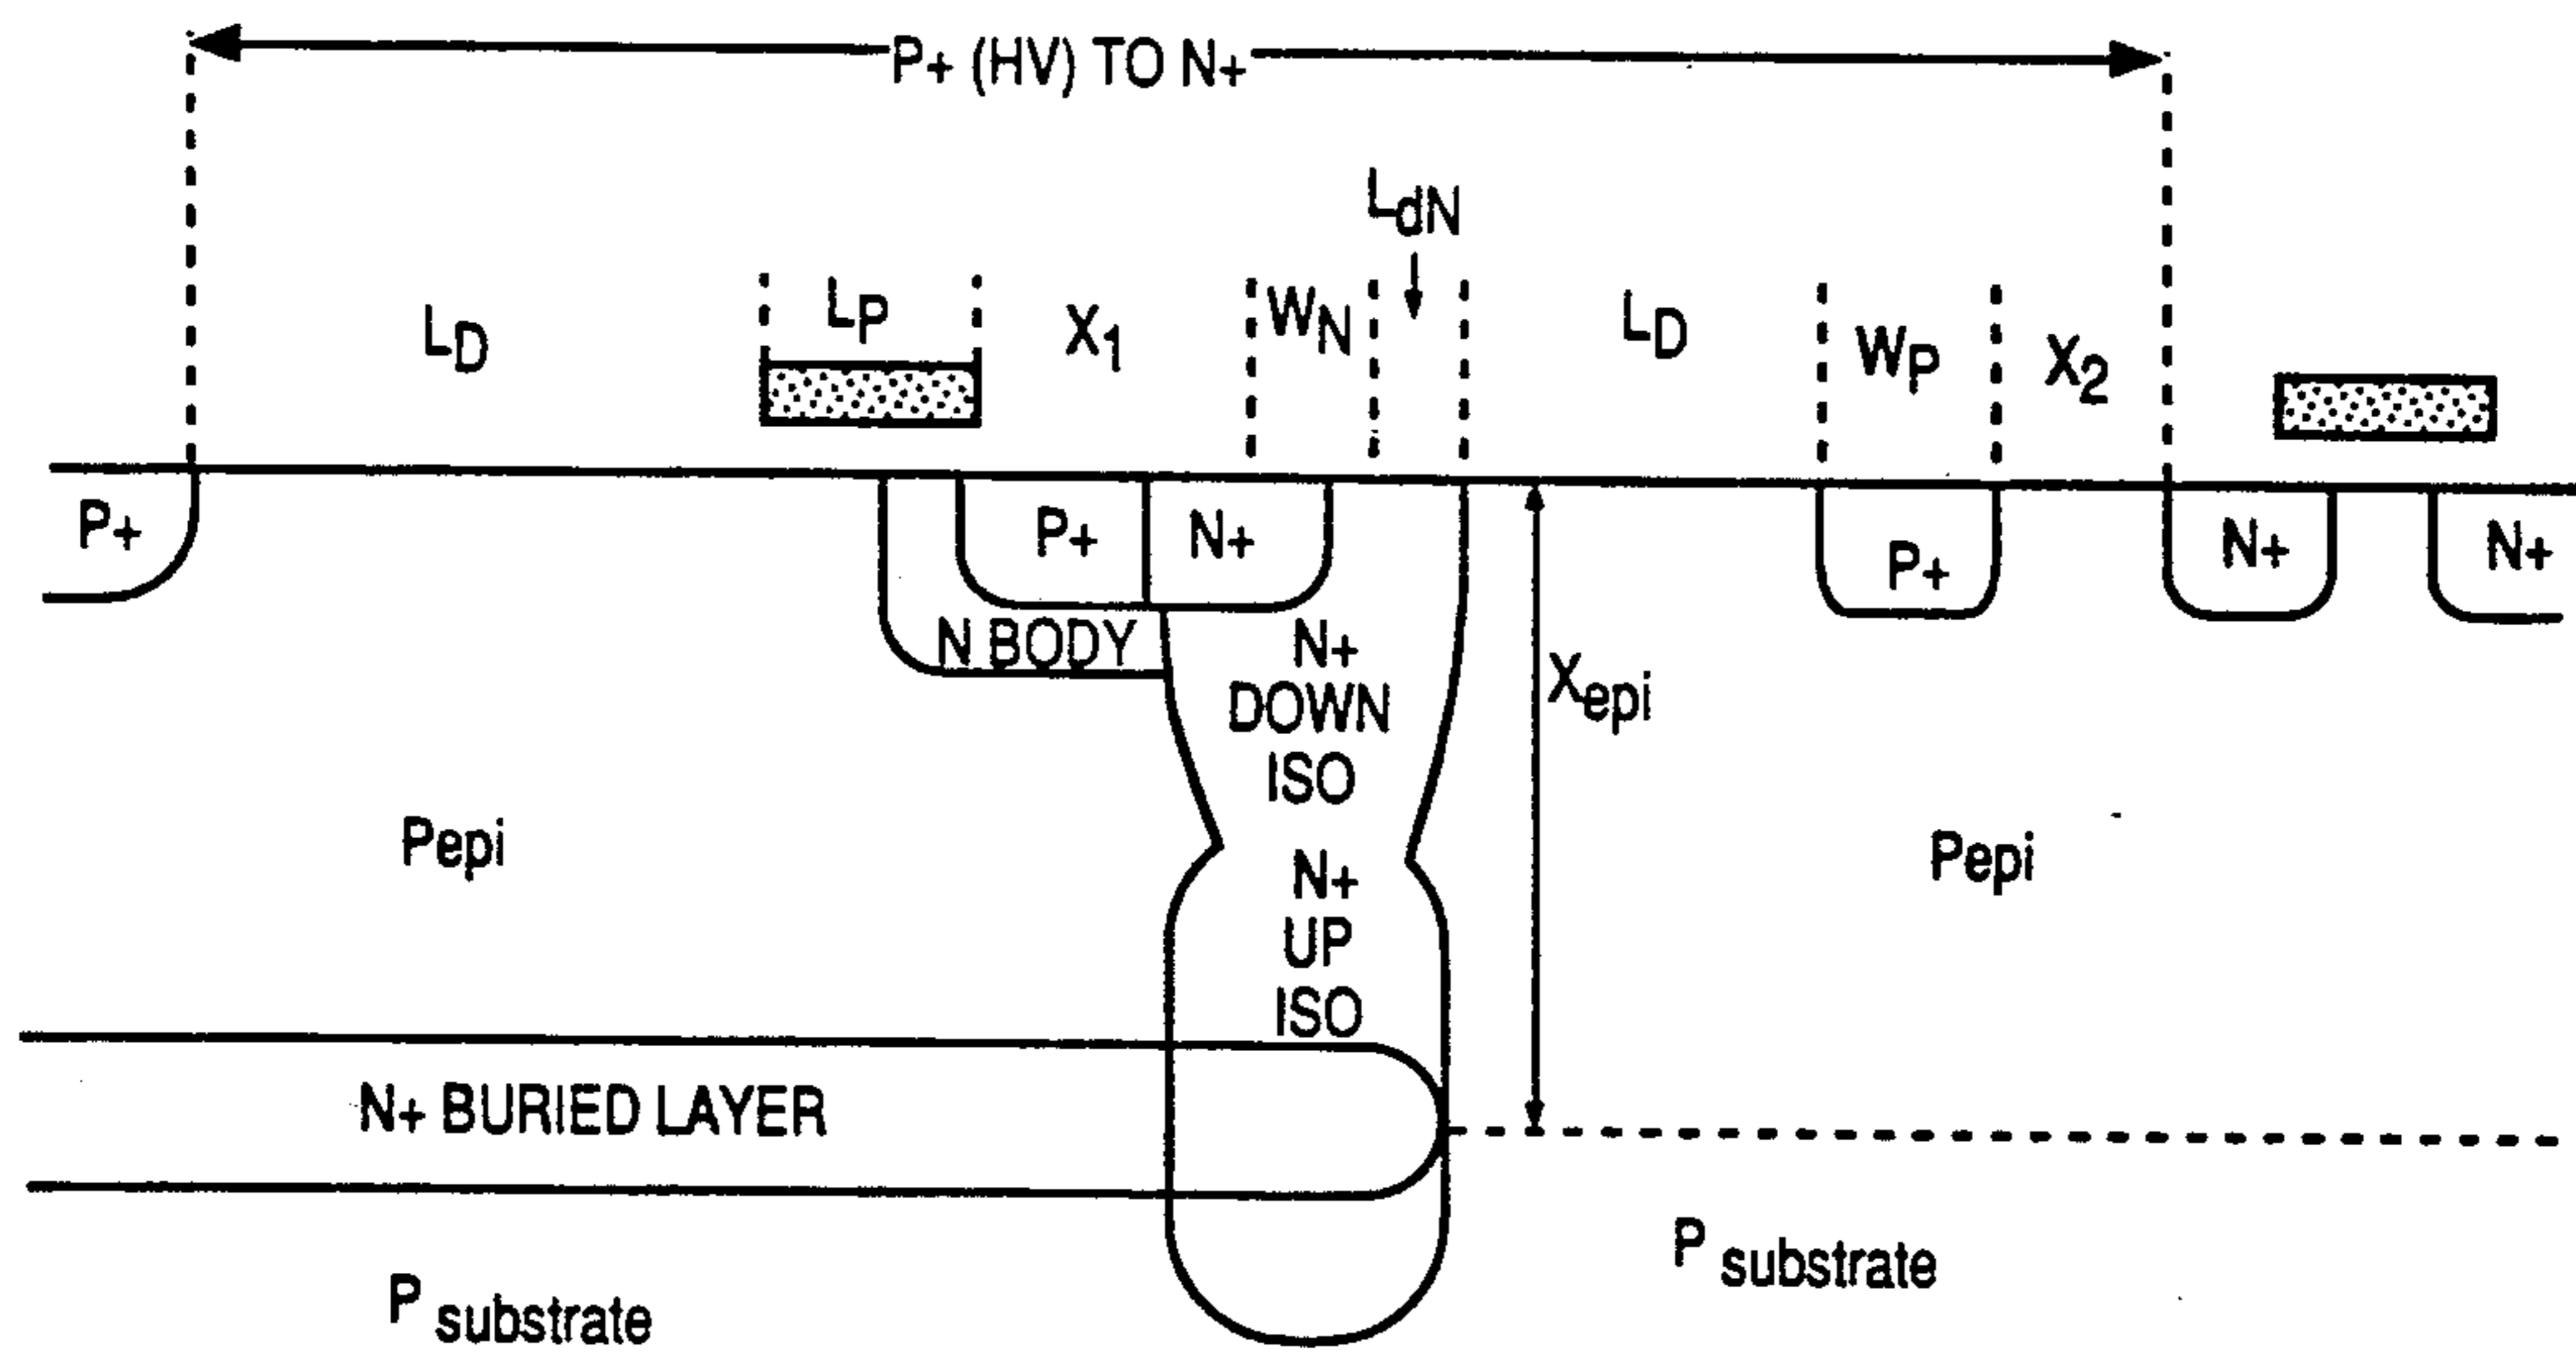 P+ (HV) TO N+
LdN
LD
LP
X1
WN
LD
WP
X2
P+
P+
N+
P+
N+
N+
N BODY
N+
DOWN
ISO
Xepi
Pepi
N+
UP
ISO
Pepi
N+ BURIED LAYER
P substrate
P substrate